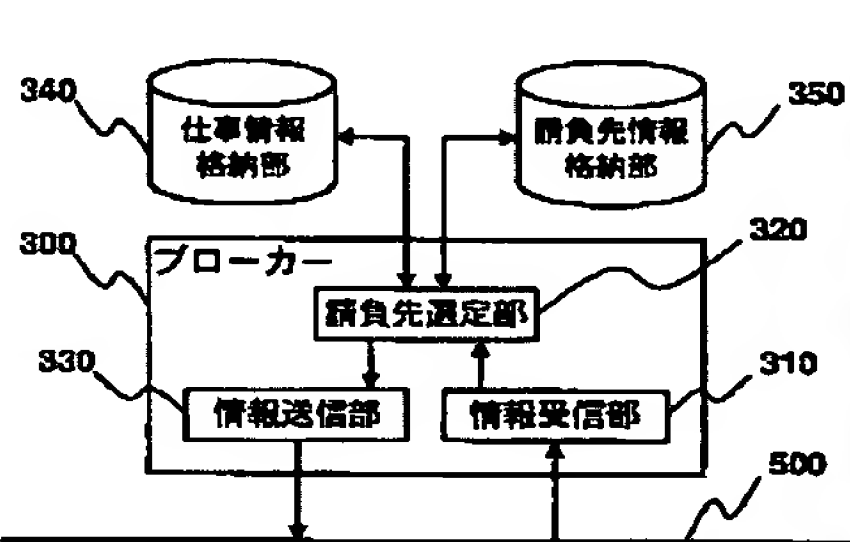 340
仕事情報
格納部
請負先情報
格納部
350
300
ブローカー
320
請負先選定部
330
情報送信部
情報受信部
310
500